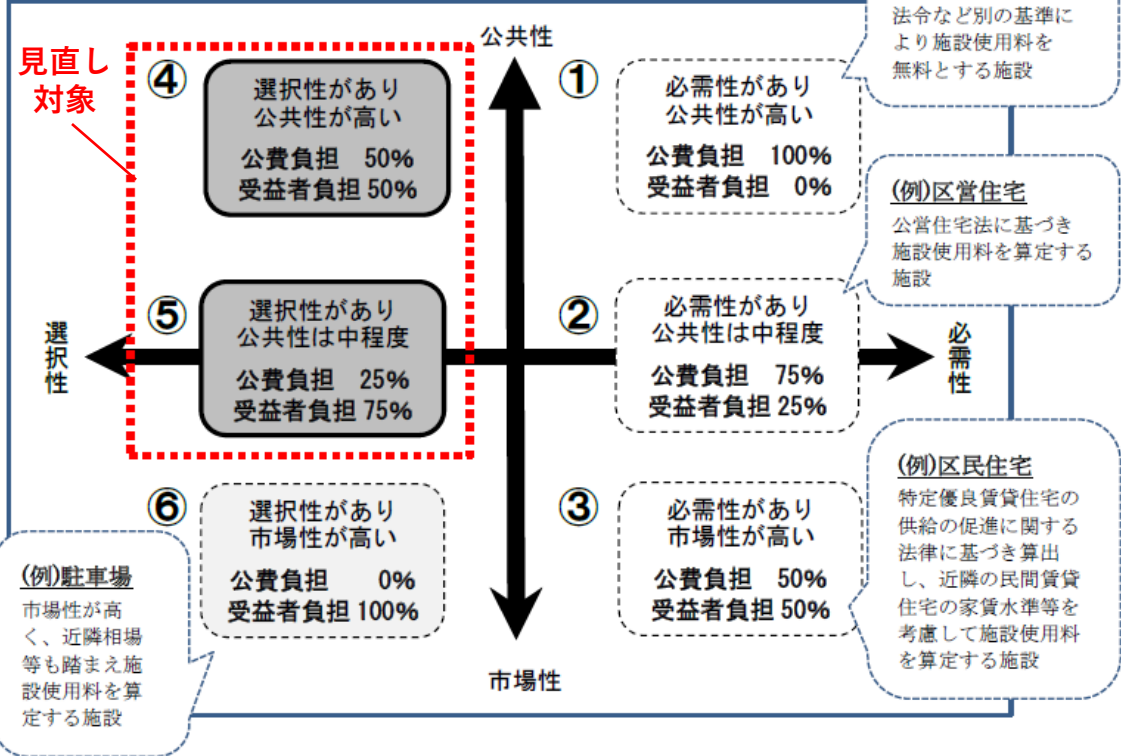 法令など別の基準に
より施設使用料を
無料とする施設
公共性
見直し
対象
④
選択性があり
公共性が高い
公費負担 50%
受益者負担 50%
①
必需性があり
公共性が高い
公費負担 100%
受益者負担 0%
(例)区営住宅
公営住宅法に基づき
施設使用料を算定する
施設
選択性
⑤
選択性があり
公共性は中程度
公費負担 25%
受益者負担 75%
②
必需性があり
公共性は中程度
公費負担 75%
受益者負担 25%
必需性
⑥
選択性があり
市場性が高い
公費負担 0%
受益者負担 100%
③
必需性があり
市場性が高い
公費負担 50%
受益者負担 50%
(例)区民住宅
特定優良賃貸住宅の
供給の促進に関する
法律に基づき算出
し、近隣の民間賃貸
住宅の家賃水準等を
考慮して施設使用料
を算定する施設
(例)駐車場
市場性が高
く、近隣相場
等も踏まえ施
設使用料を算
定する施設
市場性